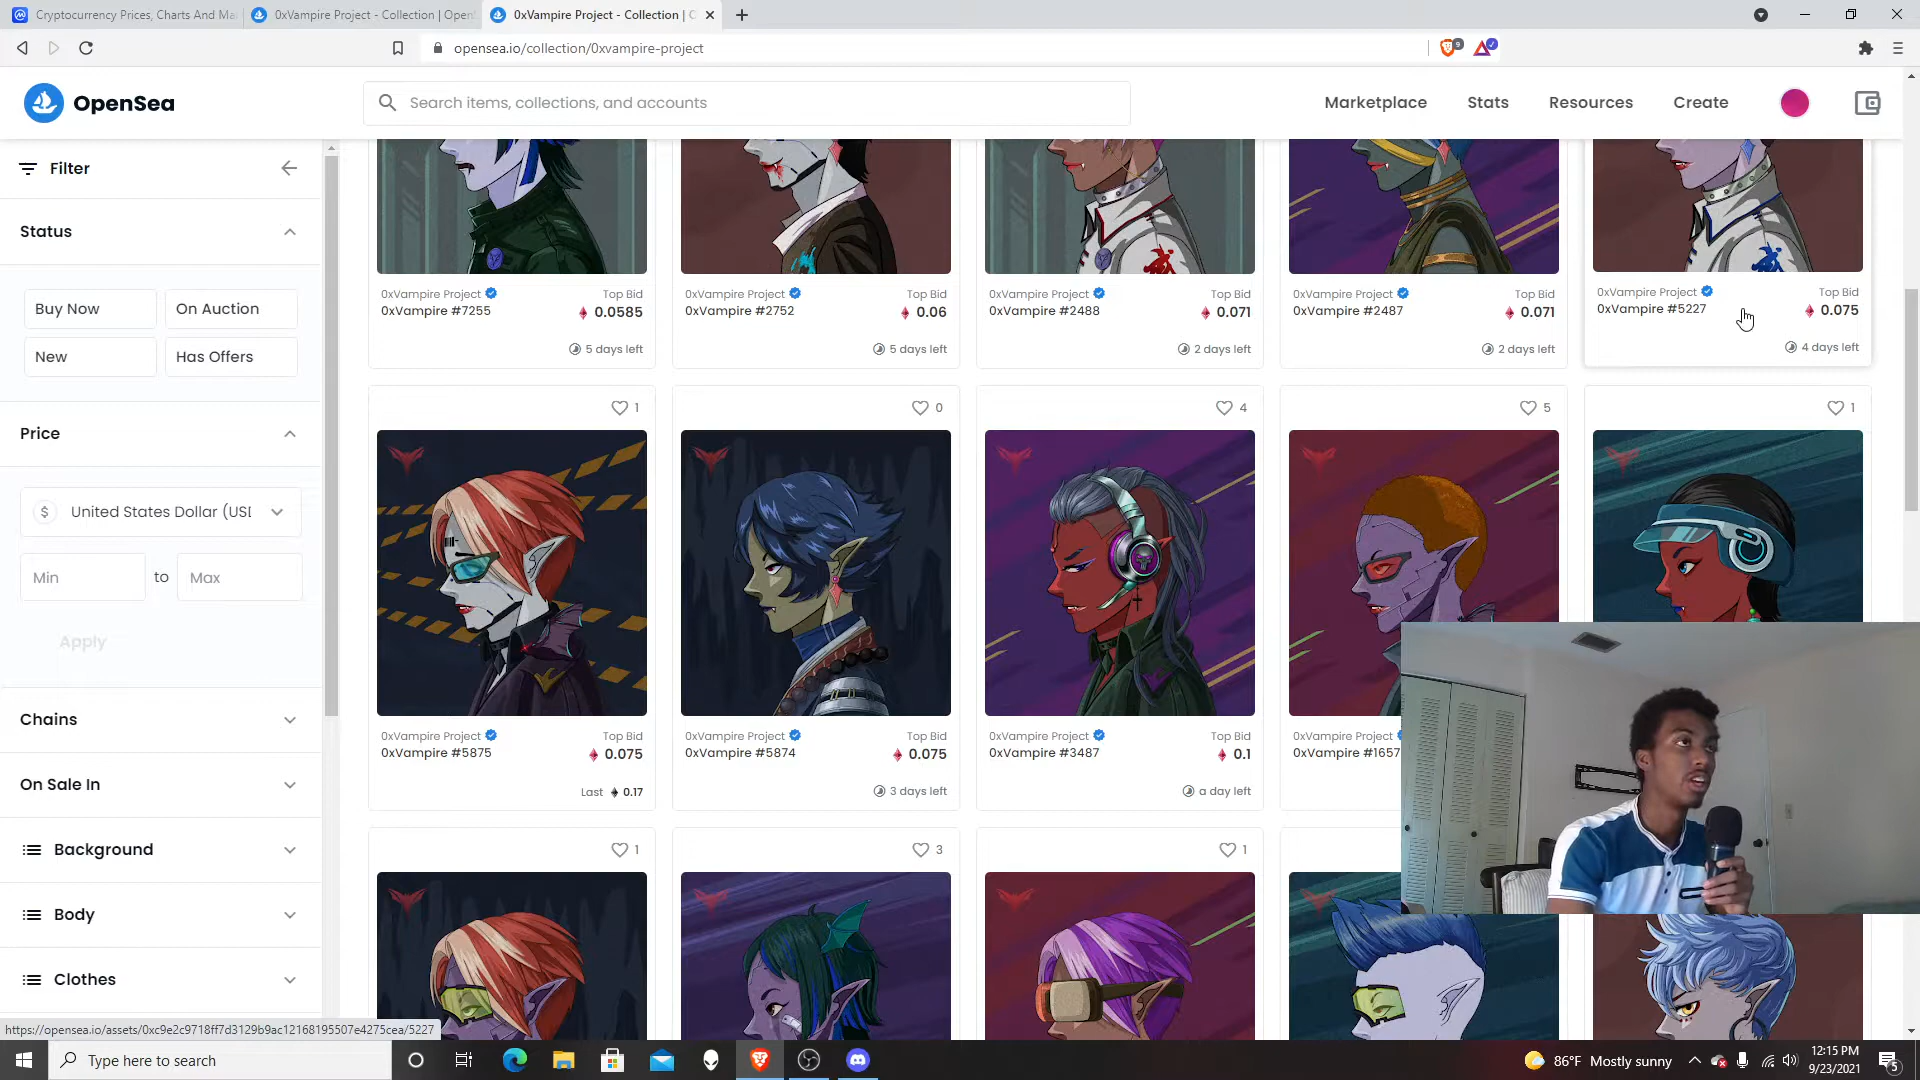 Cryptocurrency Prices, Charts And Ma
0xVampire Project - Collection | Open
0xVampire Project - Collection | O
opensea.io/collection/0xvampire-project
9
OpenSea
Search items, collections, and accounts
Marketplace
Stats
Resources
Create
Filter
Status
Buy Now
On Auction
New
Has Offers
Price
$ United States Dollar (USD
Min to Max
Apply
Chains
On Sale In
Background
Body
Clothes
0xVampire Project Top Bid
0xVampire #7255 0.0585
5 days left
0xVampire Project Top Bid
0xVampire #2752 0.06
5 days left
0xVampire Project Top Bid
0xVampire #2488 0.071
2 days left
0xVampire Project Top Bid
0xVampire #2487 0.071
2 days left
0xVampire Project Top Bid
0xVampire #5227 0.075
4 days left
1
0
4
5
1
0xVampire Project Top Bid
0xVampire #5875 0.075
Last 0.17
0xVampire Project Top Bid
0xVampire #5874 0.075
3 days left
0xVampire Project Top Bid
0xVampire #3487 0.1
a day left
0xVampire Project
0xVampire #1657
1
3
1
https://opensea.io/assets/0xc9e2c9718ff7d3129b9ac12168195507e4275cea/5227
Type here to search
86°F Mostly sunny
12:15 PM
9/23/2021
5